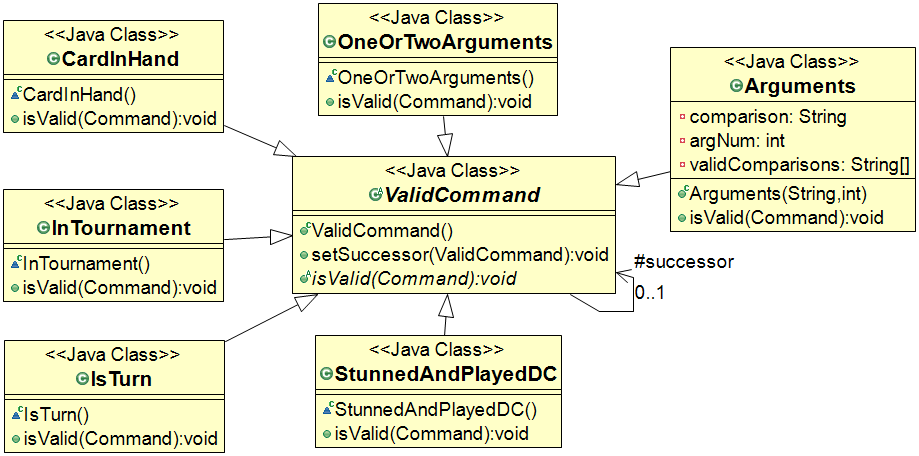 <<Java Class>>
CardInHand
CardInHand()
isValid(Command):void
<<Java Class>>
OneOrTwoArguments
OneOrTwoArguments()
isValid(Command):void
<<Java Class>>
Arguments
comparison: String
argNum: int
validComparisons: String[]
Arguments(String,int)
isValid(Command):void
<<Java Class>>
ValidCommand
ValidCommand()
setSuccessor(ValidCommand):void
isValid(Command):void
#successor
0..1
<<Java Class>>
InTournament
InTournament()
isValid(Command):void
<<Java Class>>
IsTurn
IsTurn()
isValid(Command):void
<<Java Class>>
StunnedAndPlayedDC
StunnedAndPlayedDC()
isValid(Command):void